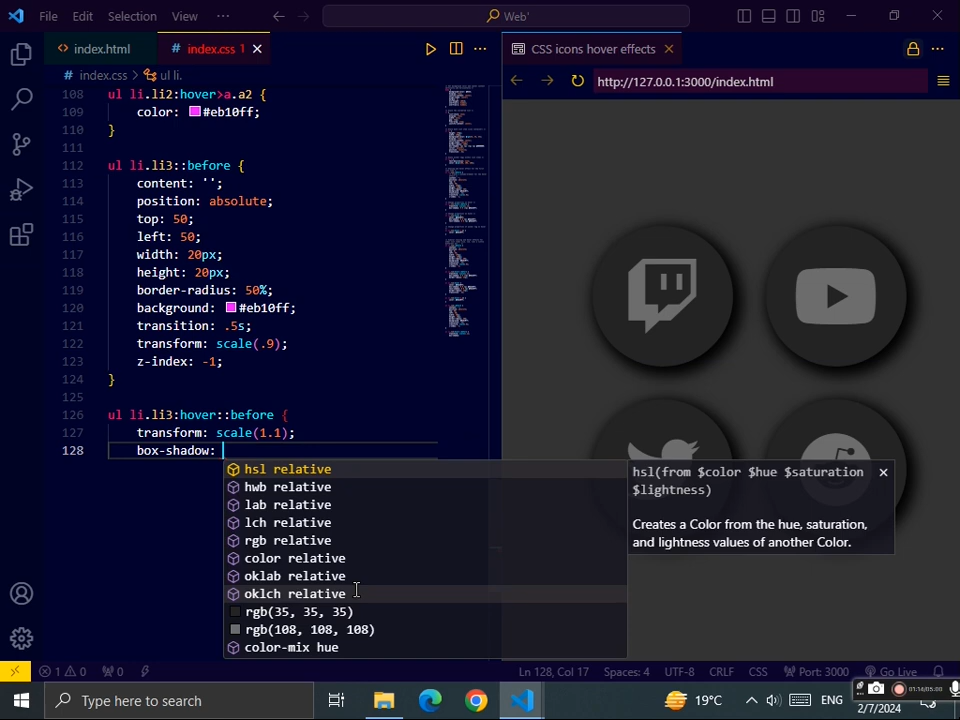 File Edit Selection View ··· Web'
index.html
# index.css 1
CSS icons hover effects
# index.css > ul li.
http://127.0.0.1:3000/index.html
108 ul li.li2:hover>a.a2 {
109 color: #eb10ff;
110 }
111
112 ul li.li3::before {
113 content: '';
114 position: absolute;
115 top: 50;
116 left: 50;
117 width: 20px;
118 height: 20px;
119 border-radius: 50%;
120 background: #eb10ff;
121 transition: .5s;
122 transform: scale(.9);
123 z-index: -1;
124 }
125
126 ul li.li3:hover::before {
127 transform: scale(1.1);
128 box-shadow:
hsl relative
hwb relative
lab relative
lch relative
rgb relative
color relative
oklab relative
oklch relative
rgb(35, 35, 35)
rgb(108, 108, 108)
color-mix hue
hsl(from $color $hue $saturation
$lightness)
Creates a Color from the hue, saturation,
and lightness values of another Color.
1 0 0 Ln 128, Col 17 Spaces: 4 UTF-8 CRLF CSS Port: 3000 Go Live
Type here to search
19°C
ENG
2/7/2024